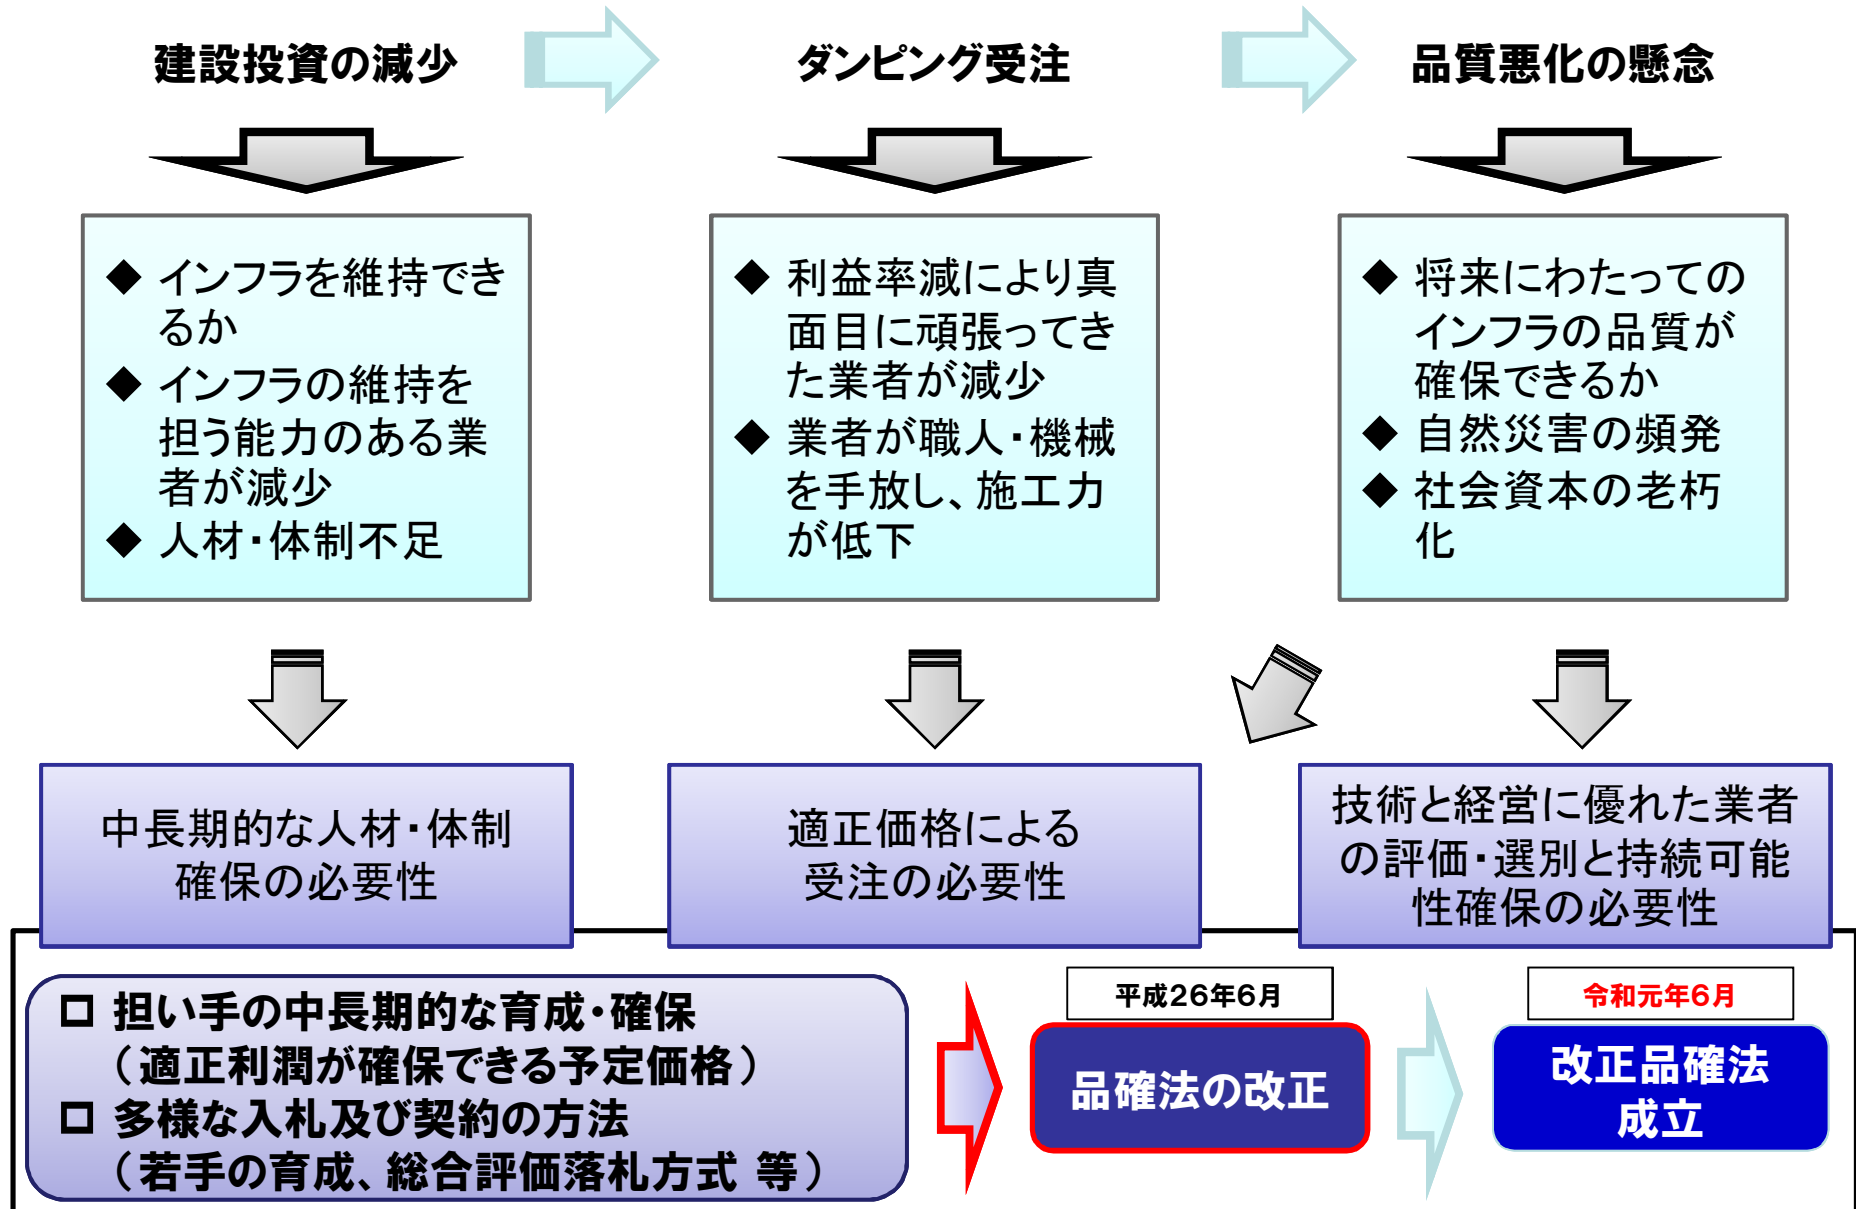 建設投資の減少
ダンピング受注
品質悪化の懸念
◆ インフラを維持でき
るか
◆ インフラの維持を
担う能力のある業
者が減少
◆ 人材・体制不足
◆ 利益率減により真
面目に頑張ってき
た業者が減少
◆ 業者が職人・機械
を手放し、施工力
が低下
◆ 将来にわたっての
インフラの品質が
確保できるか
◆ 自然災害の頻発
◆ 社会資本の老朽
化
中長期的な人材・体制
確保の必要性
適正価格による
受注の必要性
技術と経営に優れた業者
の評価・選別と持続可能
性確保の必要性
□ 担い手の中長期的な育成・確保
（適正利潤が確保できる予定価格）
□ 多様な入札及び契約の方法
（若手の育成、総合評価落札方式 等）
平成26年6月
品確法の改正
令和元年6月
改正品確法
成立